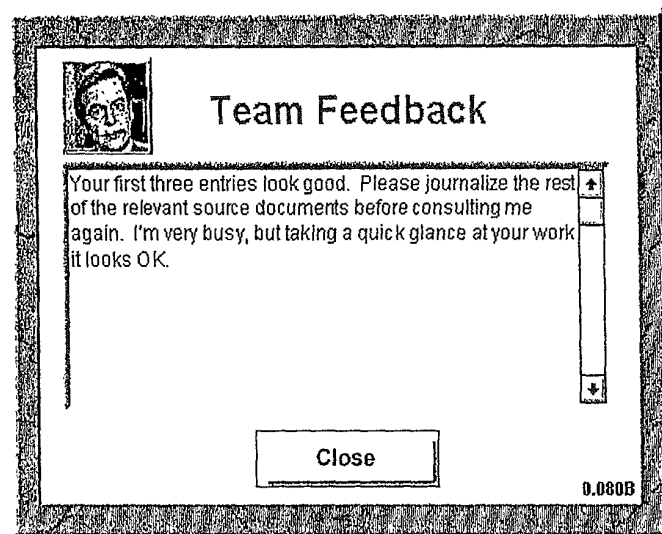 Team Feedback
Your first three entries look good.  Please journalize the rest
of the relevant source documents before consulting me
again.  I'm very busy, but taking a quick glance at your work
it looks OK.
Close
0.080B